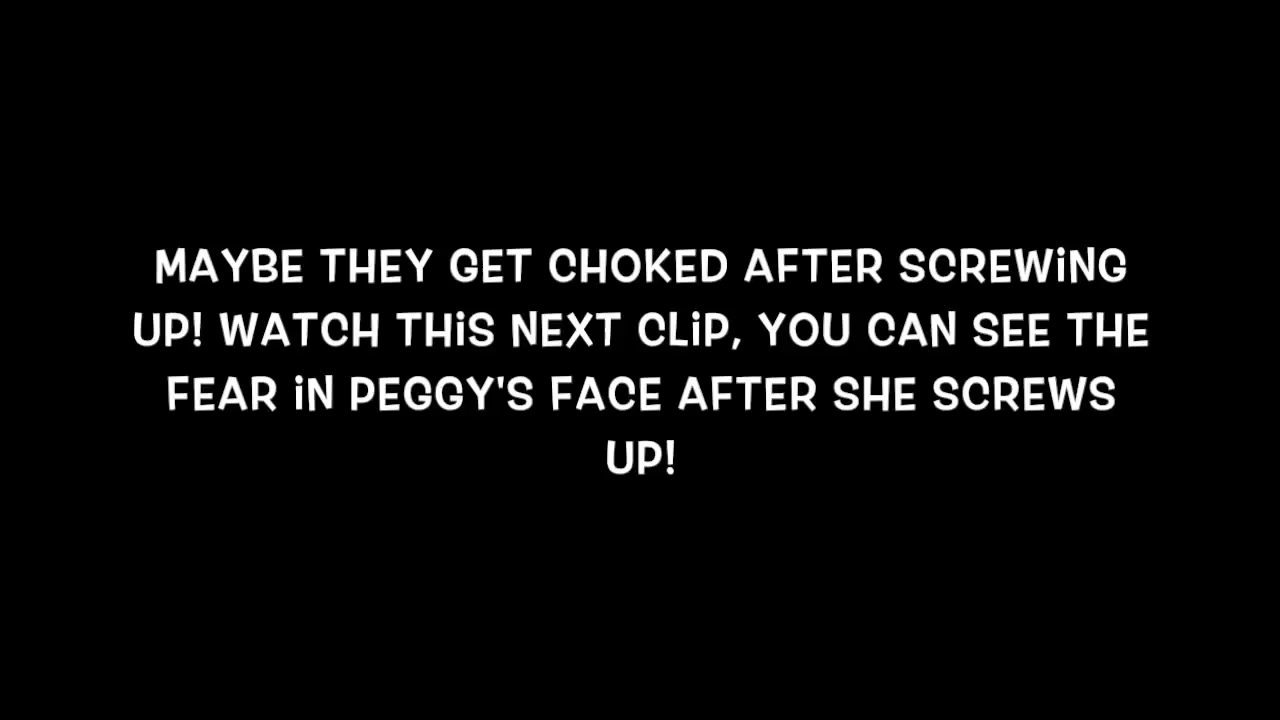 MAYBE THEY GET CHOKED AFTER SCREWiNG
UP! WATCH THiS NEXT CLiP, YOU CAN SEE THE
FEAR iN PEGGY'S FACE AFTER SHE SCREWS
UP!